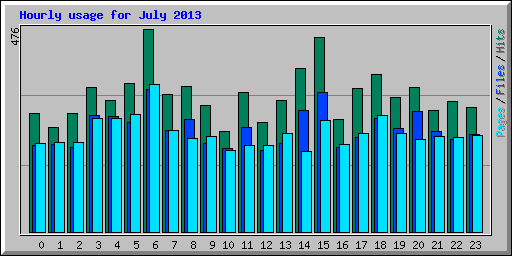 Hourly usage for July 2013
476
Pages/Files/Hits
0 1 2 3 4 5 6 7 8 9 10 11 12 13 14 15 16 17 18 19 20 21 22 23